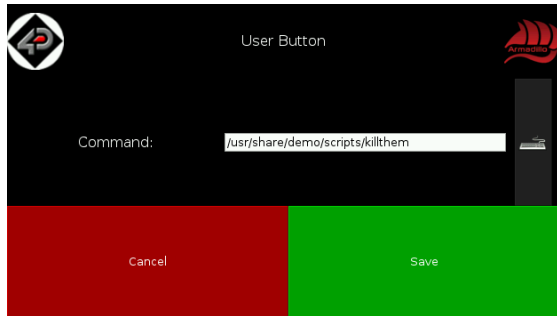 User Button
Armadillo
Command:
/usr/share/demo/scripts/killthem
Cancel
Save